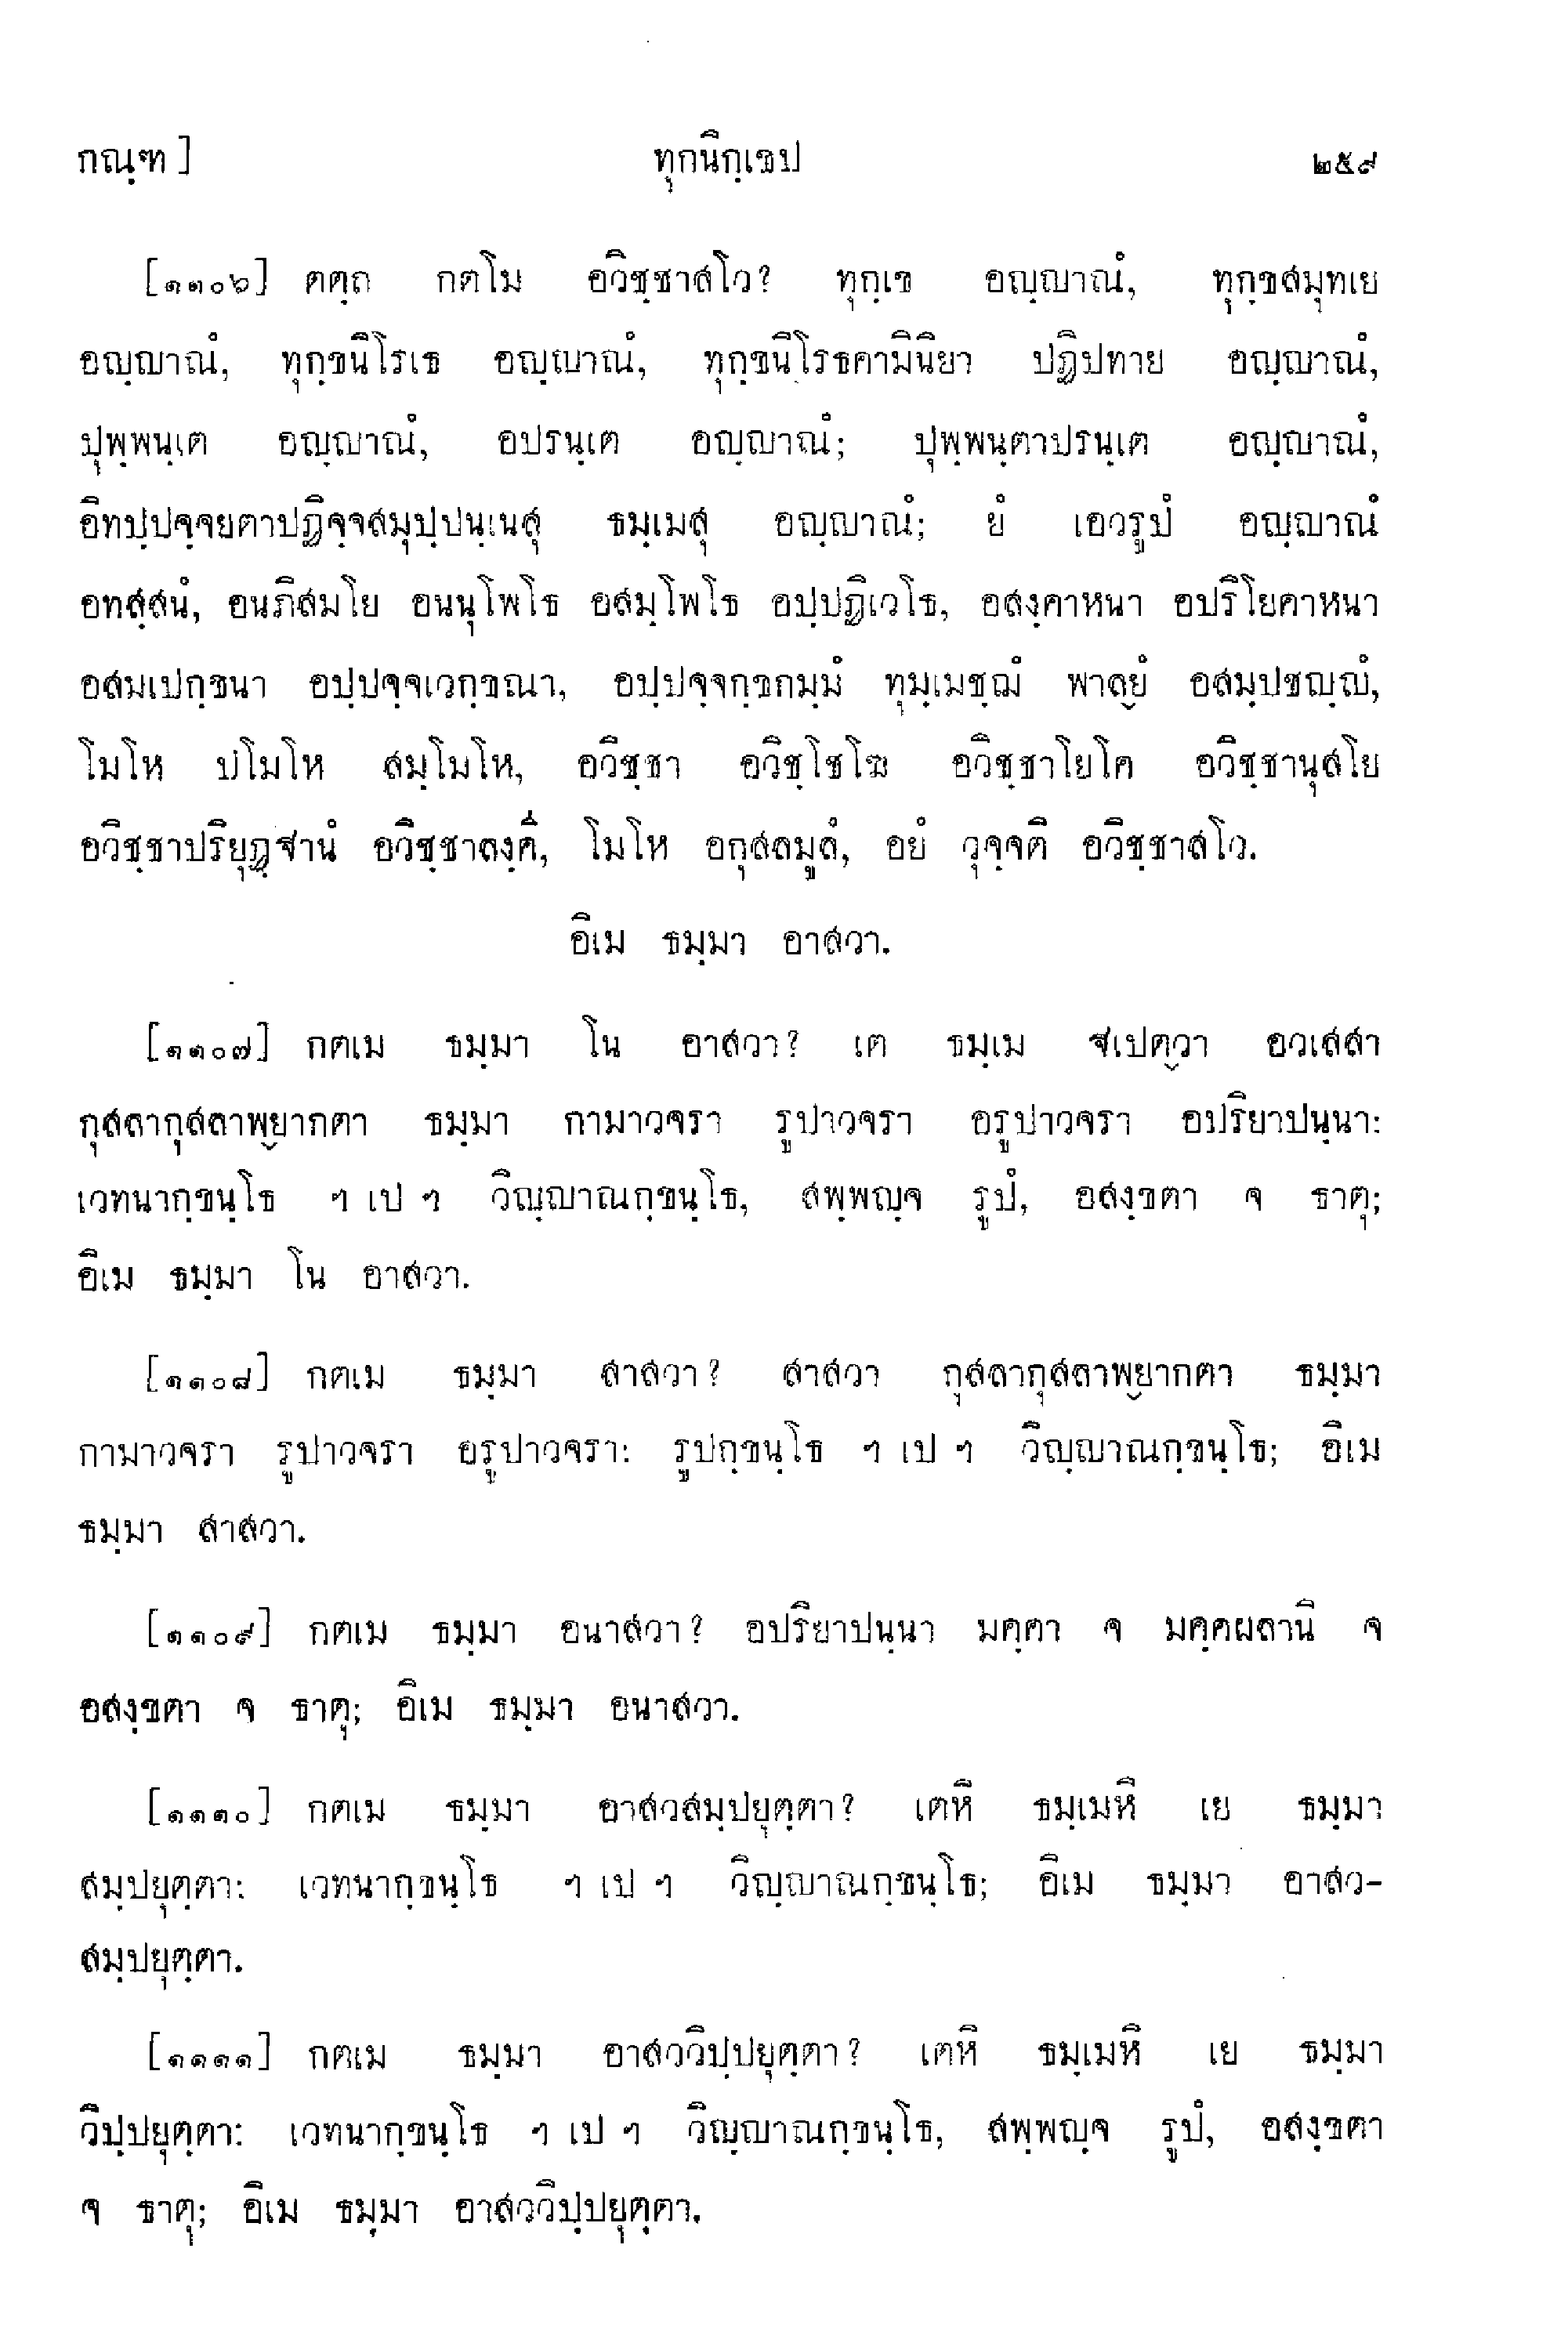 กณฺฑ]	ทุกนิกฺเขป	๒๕๙
[๑๑๐๖] ตตฺถ กตโม อวิชฺชาสโว? ทุกฺเข อญฺญาณํ, ทุกฺขสมุทเย
อญฺญาณํ, ทุกฺขนิโรเธ อญฺญาณํ, ทุกฺขนิโรธคามินิยา ปฏิปทาย อญฺญาณํ,
ปุพฺพนฺเต อญฺญาณํ, อปรนฺเต อญฺญาณํ; ปุพฺพนฺตาปรนฺเต อญฺญาณํ,
อิทปฺปจฺจยตาปฏิจฺจสมุปฺปนฺเนสุ ธมฺเมสุ อญฺญาณํ; ยํ เอวรูปํ อญฺญาณํ
อทสฺสนํ, อนภิสมโย อนนุโพโธ อสมฺโพโธ อปฺปฏิเวโธ, อสงฺคาหนา อปริโยคาหนา
อสมเปกฺขนา อปฺปจฺจเวกฺขณา, อปฺปจฺจกฺขกมฺมํ ทุมฺเมชฺฌํ พาลฺยํ อสมฺปชญฺญํ,
โมโห ปโมโห สมฺโมโห, อวิชฺชา อวิชฺโชโฆ อวิชฺชาโยโค อวิชฺชานุสโย
อวิชฺชาปริยุฏฺฐานํ อวิชฺชาลงฺคี, โมโห อกุสลมูลํ, อยํ วุจฺจติ อวิชฺชาสโว.
อิเม ธมฺมา อาสวา.
[๑๑๐๗] กตเม ธมฺมา โน อาสวา? เต ธมฺเม ฐเปตฺวา อวเสสา
กุสลากุสลาพฺยากตา ธมฺมา กามาวจรา รูปาวจรา อรูปาวจรา อปริยาปนฺนา:
เวทนากฺขนฺโธ ฯ เป ฯ วิญฺญาณกฺขนฺโธ, สพฺพญฺจ รูปํ, อสงฺขตา จ ธาตุ;
อิเม ธมฺมา โน อาสวา.
[๑๑๐๘] กตเม ธมฺมา สาสวา? สาสวา กุสลากุสลาพฺยากตา ธมฺมา
กามาวจรา รูปาวจรา อรูปาวจรา: รูปกฺขนฺโธ ฯ เป ฯ วิญฺญาณกฺขนฺโธ; อิเม
ธมฺมา สาสวา.
[๑๑๐๙] กตเม ธมฺมา อนาสวา? อปริยาปนฺนา มคฺคา จ มคฺคผลานิ จ
อสงฺขตา จ ธาตุ; อิเม ธมฺมา อนาสวา.
[๑๑๑๐] กตเม ธมฺมา อาสวสมฺปยุตฺตา? เตหิ ธมฺเมหิ เย ธมฺมา
สมฺปยุตฺตา: เวทนากฺขนฺโธ ฯ เป ฯ วิญฺญาณกฺขนฺโธ; อิเม ธมฺมา อาสว-
สมฺปยุตฺตา.
[๑๑๑๑] กตเม ธมฺมา อาสววิปฺปยุตฺตา? เตหิ ธมฺเมหิ เย ธมฺมา
วิปฺปยุตฺตา: เวทนากฺขนฺโธ ฯ เป ฯ วิญฺญาณกฺขนฺโธ, สพฺพญฺจ รูปํ, อสงฺขตา
จ ธาตุ; อิเม ธมฺมา อาสววิปฺปยุตฺตา.